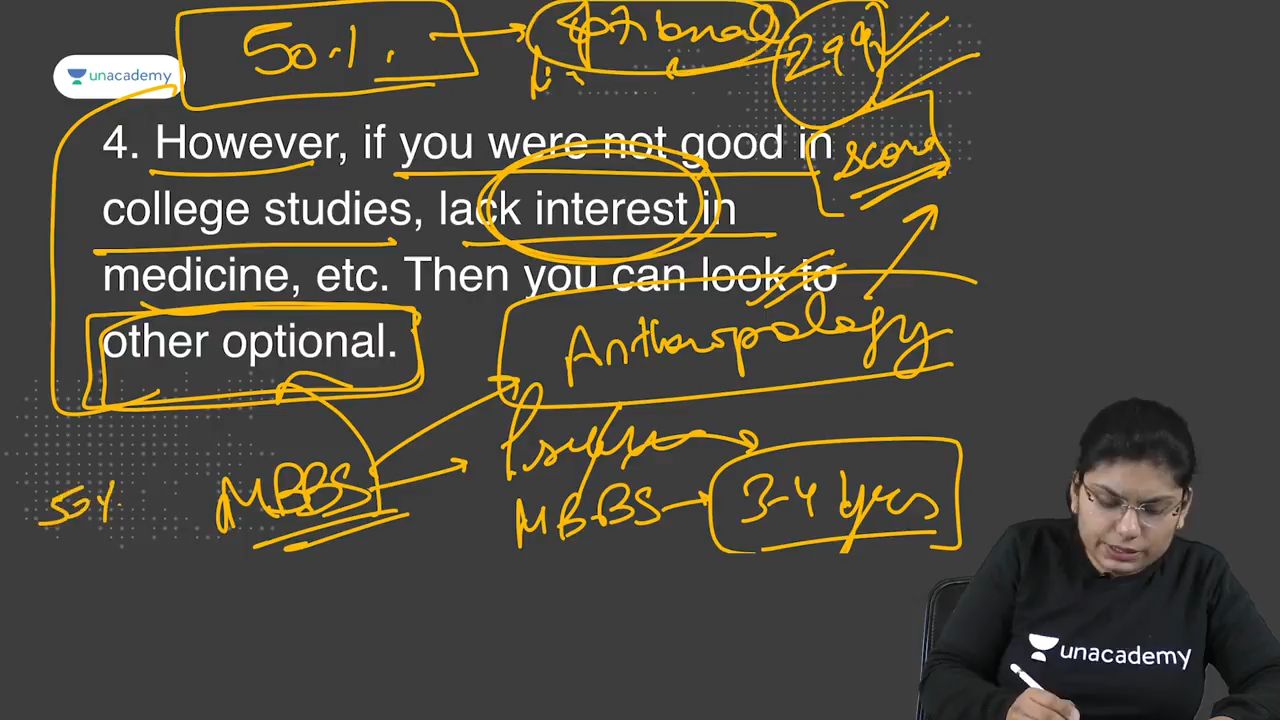 50%.
optional
299
unacademy
4. However, if you were not good in
score
college studies, lack interest in
medicine, etc. Then you can look to
Anthropology
other optional.
50%
MBBS
MBBS
3-4 yrs
unacademy